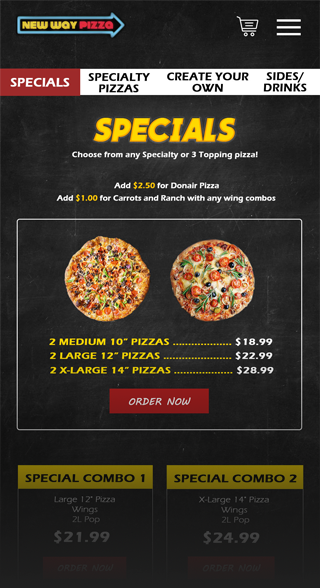 NEW WAY PIZZA
SPECIALS
SPECIALTY
PIZZAS
CREATE YOUR
OWN
SIDES/
DRINKS
SPECIALS
Choose from any Specialty or 3 Topping pizza!
Add $2.50 for Donair Pizza
Add $1.00 for Carrots and Ranch with any wing combos
2 MEDIUM 10" PIZZAS .................... $18.99
2 LARGE 12" PIZZAS ....................... $22.99
2 X-LARGE 14" PIZZAS .................... $28.99
ORDER NOW
SPECIAL COMBO 1
Large 12" Pizza
Wings
2L Pop
$21.99
ORDER NOW
SPECIAL COMBO 2
X-Large 14" Pizza
Wings
2L Pop
$24.99
ORDER NOW